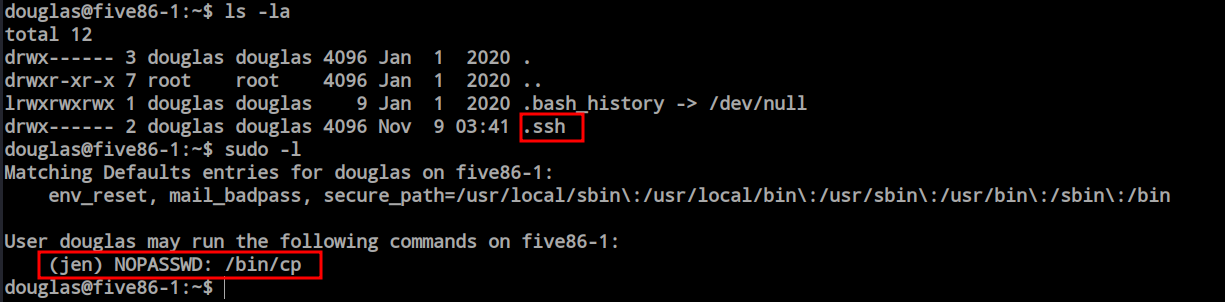 douglas@five86-1:~$ ls -la
total 12
drwx------ 3 douglas douglas 4096 Jan  1  2020 .
drwxr-xr-x 7 root    root    4096 Jan  1  2020 ..
lrwxrwxrwx 1 douglas douglas    9 Jan  1  2020 .bash_history -> /dev/null
drwx------ 2 douglas douglas 4096 Nov  9 03:41 .ssh
douglas@five86-1:~$ sudo -l
Matching Defaults entries for douglas on five86-1:
    env_reset, mail_badpass, secure_path=/usr/local/sbin\:/usr/local/bin\:/usr/sbin\:/usr/bin\:/sbin\:/bin
User douglas may run the following commands on five86-1:
    (jen) NOPASSWD: /bin/cp
douglas@five86-1:~$